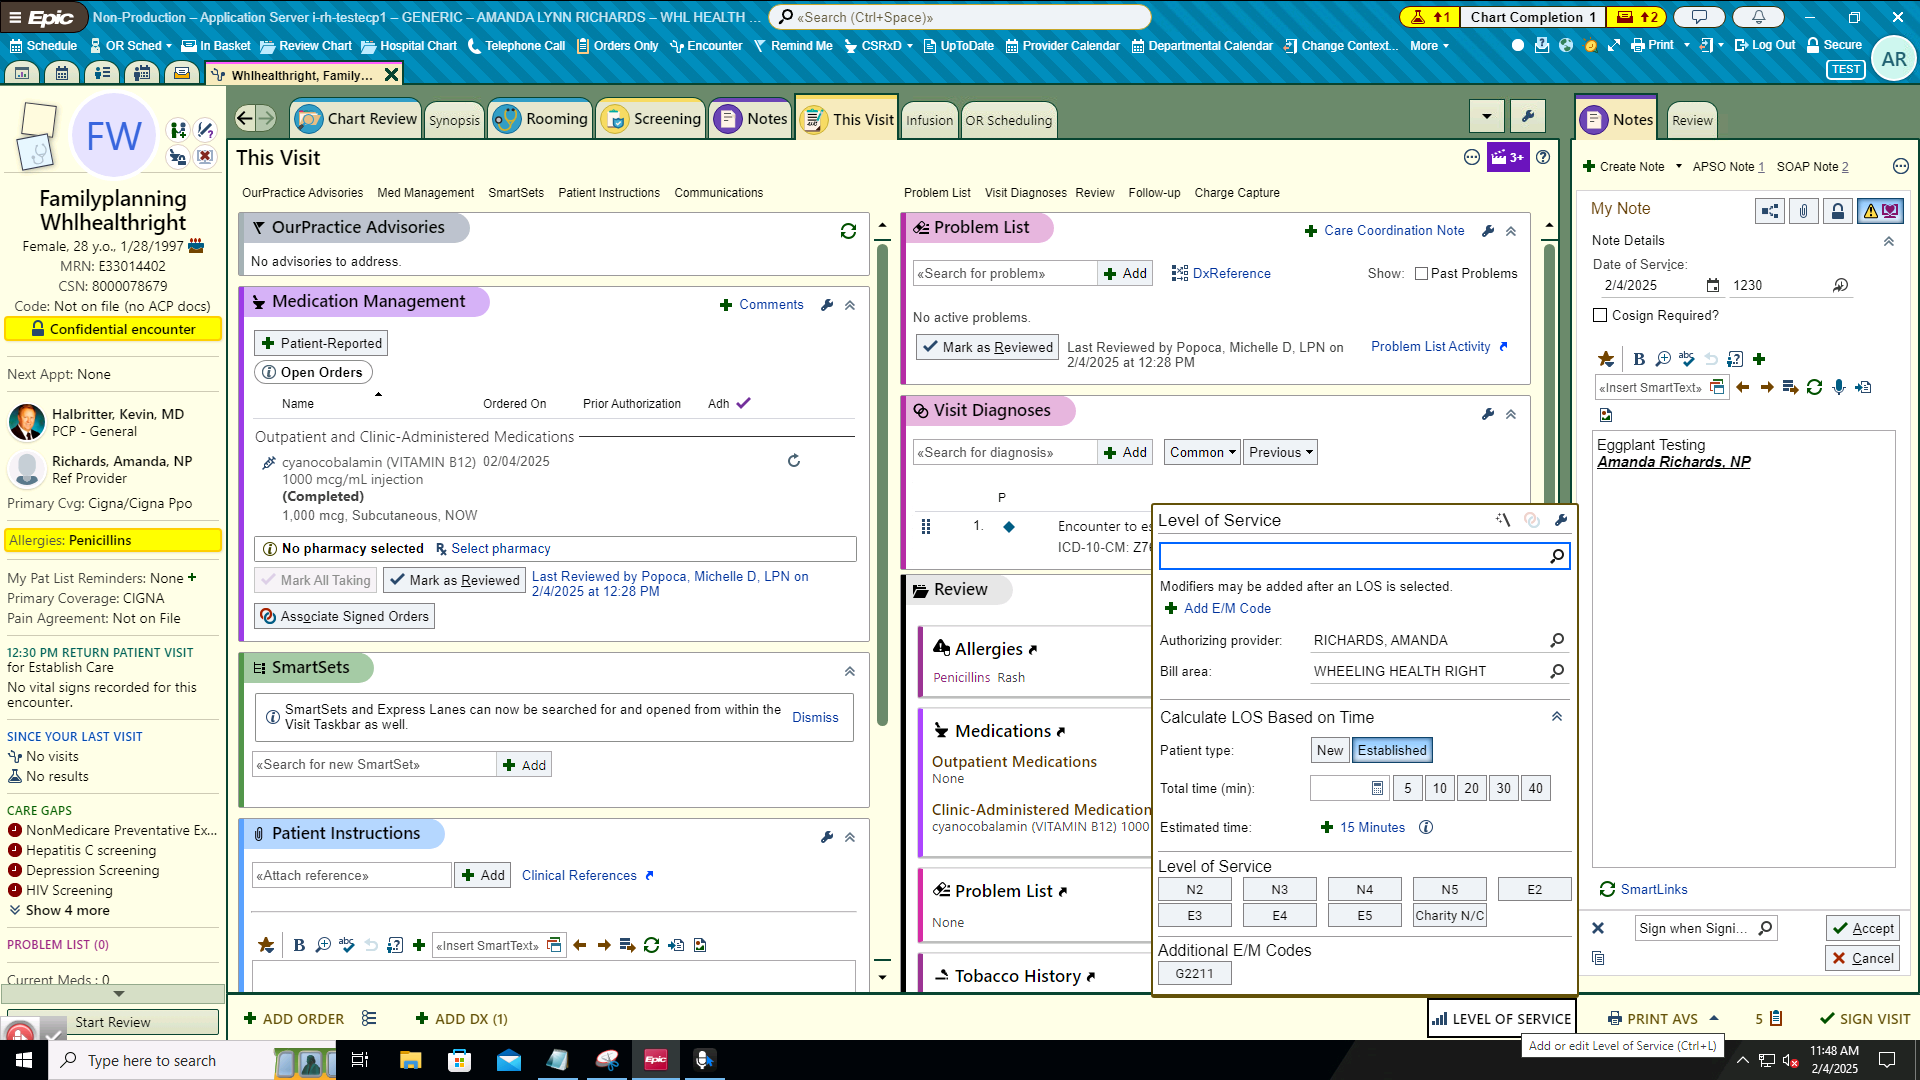 Epic
Non-Production – Application Server i-rh-testecp1 – GENERIC – AMANDA LYNN RICHARDS – WHL HEALTH ...
«Search (Ctrl+Space)»
1
Chart Completion 1
2
Schedule
OR Sched
In Basket
Review Chart
Hospital Chart
Telephone Call
Orders Only
Encounter
Remind Me
CSRxD
UpToDate
Provider Calendar
Departmental Calendar
Change Context...
More
Print
Log Out
Secure
Whlhealthright, Family...
TEST
AR
FW
Familyplanning
Whlhealthright
Female, 28 y.o., 1/28/1997
MRN: E33014402
CSN: 8000078679
Code: Not on file (no ACP docs)
Confidential encounter
Next Appt: None
Halbritter, Kevin, MD
PCP - General
Richards, Amanda, NP
Ref Provider
Primary Cvg: Cigna/Cigna Ppo
Allergies: Penicillins
My Pat List Reminders: None
Primary Coverage: CIGNA
Pain Agreement: Not on File
12:30 PM RETURN PATIENT VISIT
for Establish Care
No vital signs recorded for this
encounter.
SINCE YOUR LAST VISIT
No visits
No results
CARE GAPS
NonMedicare Preventative Ex...
Hepatitis C screening
Depression Screening
HIV Screening
Show 4 more
PROBLEM LIST (0)
Current Meds : 0
Start Review
Chart Review
Synopsis
Rooming
Screening
Notes
This Visit
Infusion
OR Scheduling
This Visit
3+
OurPractice Advisories
Med Management
SmartSets
Patient Instructions
Communications
Problem List
Visit Diagnoses
Review
Follow-up
Charge Capture
OurPractice Advisories
No advisories to address.
Medication Management
Comments
Patient-Reported
Open Orders
Name
Ordered On
Prior Authorization
Adh
Outpatient and Clinic-Administered Medications
cyanocobalamin (VITAMIN B12)
02/04/2025
1000 mcg/mL injection
(Completed)
1,000 mcg, Subcutaneous, NOW
No pharmacy selected
Select pharmacy
Mark All Taking
Mark as Reviewed
Last Reviewed by Popoca, Michelle D, LPN on
2/4/2025 at 12:28 PM
Associate Signed Orders
SmartSets
SmartSets and Express Lanes can now be searched for and opened from within the
Visit Taskbar as well.
Dismiss
«Search for new SmartSet»
Add
Patient Instructions
«Attach reference»
Add
Clinical References
B
abc
«Insert SmartText»
Problem List
Care Coordination Note
«Search for problem»
Add
DxReference
Show:
Past Problems
No active problems.
Mark as Reviewed
Last Reviewed by Popoca, Michelle D, LPN on
2/4/2025 at 12:28 PM
Problem List Activity
Visit Diagnoses
«Search for diagnosis»
Add
Common
Previous
P
1.
Encounter to es
ICD-10-CM: Z76
Review
Allergies
Penicillins Rash
Medications
Outpatient Medications
None
Clinic-Administered Medication
cyanocobalamin (VITAMIN B12) 1000
Problem List
None
Tobacco History
Level of Service
Modifiers may be added after an LOS is selected.
Add E/M Code
Authorizing provider:
RICHARDS, AMANDA
Bill area:
WHEELING HEALTH RIGHT
Calculate LOS Based on Time
Patient type:
New
Established
Total time (min):
5
10
20
30
40
Estimated time:
15 Minutes
Level of Service
N2
N3
N4
N5
E2
E3
E4
E5
Charity N/C
Additional E/M Codes
G2211
Notes
Review
Create Note
APSO Note 1
SOAP Note 2
My Note
Note Details
Date of Service:
2/4/2025
1230
Cosign Required?
B
abc
«Insert SmartText»
Eggplant Testing
Amanda Richards, NP
SmartLinks
Sign when Signi...
Accept
Cancel
ADD ORDER
ADD DX (1)
LEVEL OF SERVICE
PRINT AVS
5
SIGN VISIT
Add or edit Level of Service (Ctrl+L)
Type here to search
Epic
11:48 AM
2/4/2025